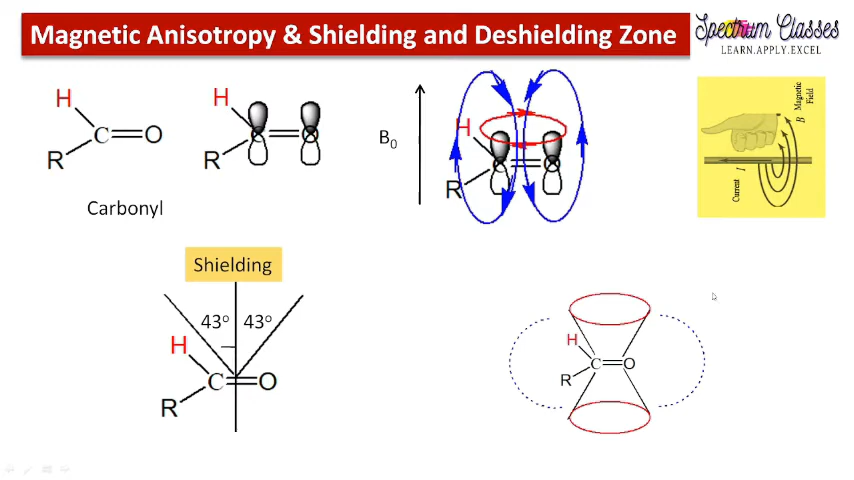 Magnetic Anisotropy & Shielding and Deshielding Zone
Spectrum Classes
LEARN.APPLY.EXCEL
H
C=O
R
Carbonyl
H
C=O
R
B0
H
C=O
R
Magnetic
Field
B
I
Current
Shielding
43° 43°
H
C=O
R
H
C=O
R